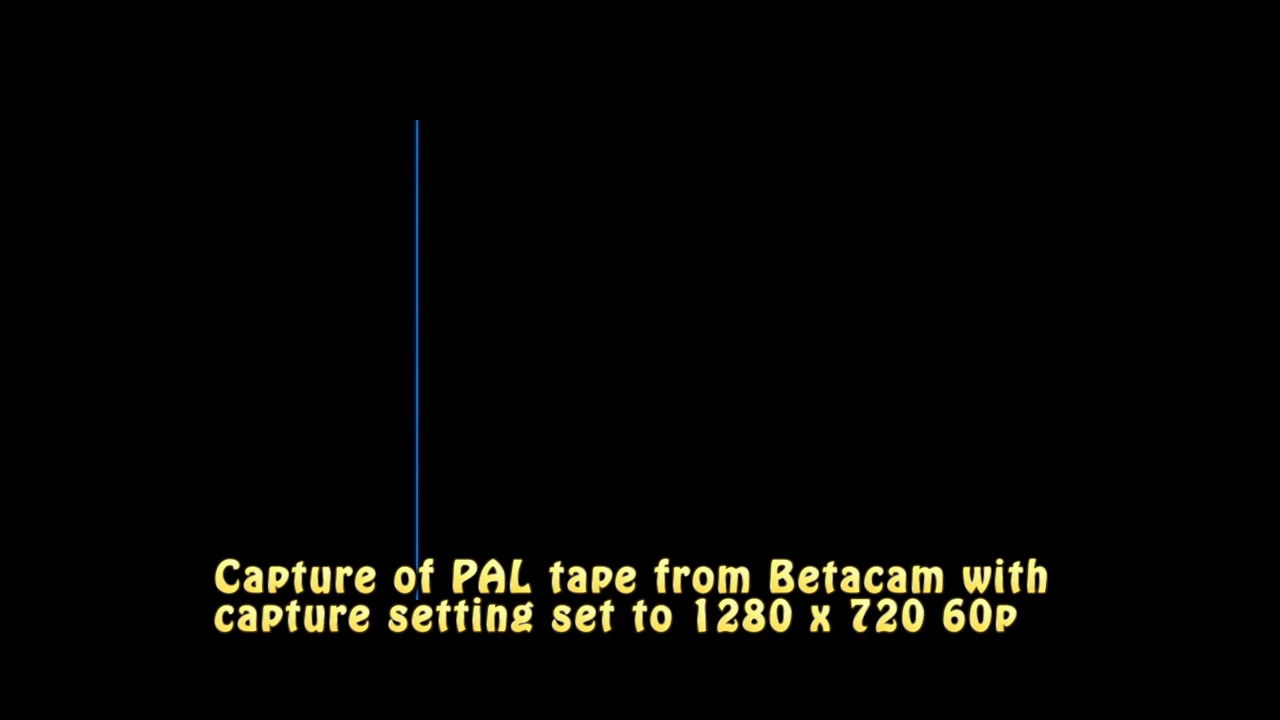 Capture of PAL tape from Betacam with
capture setting set to 1280 x 720 60p